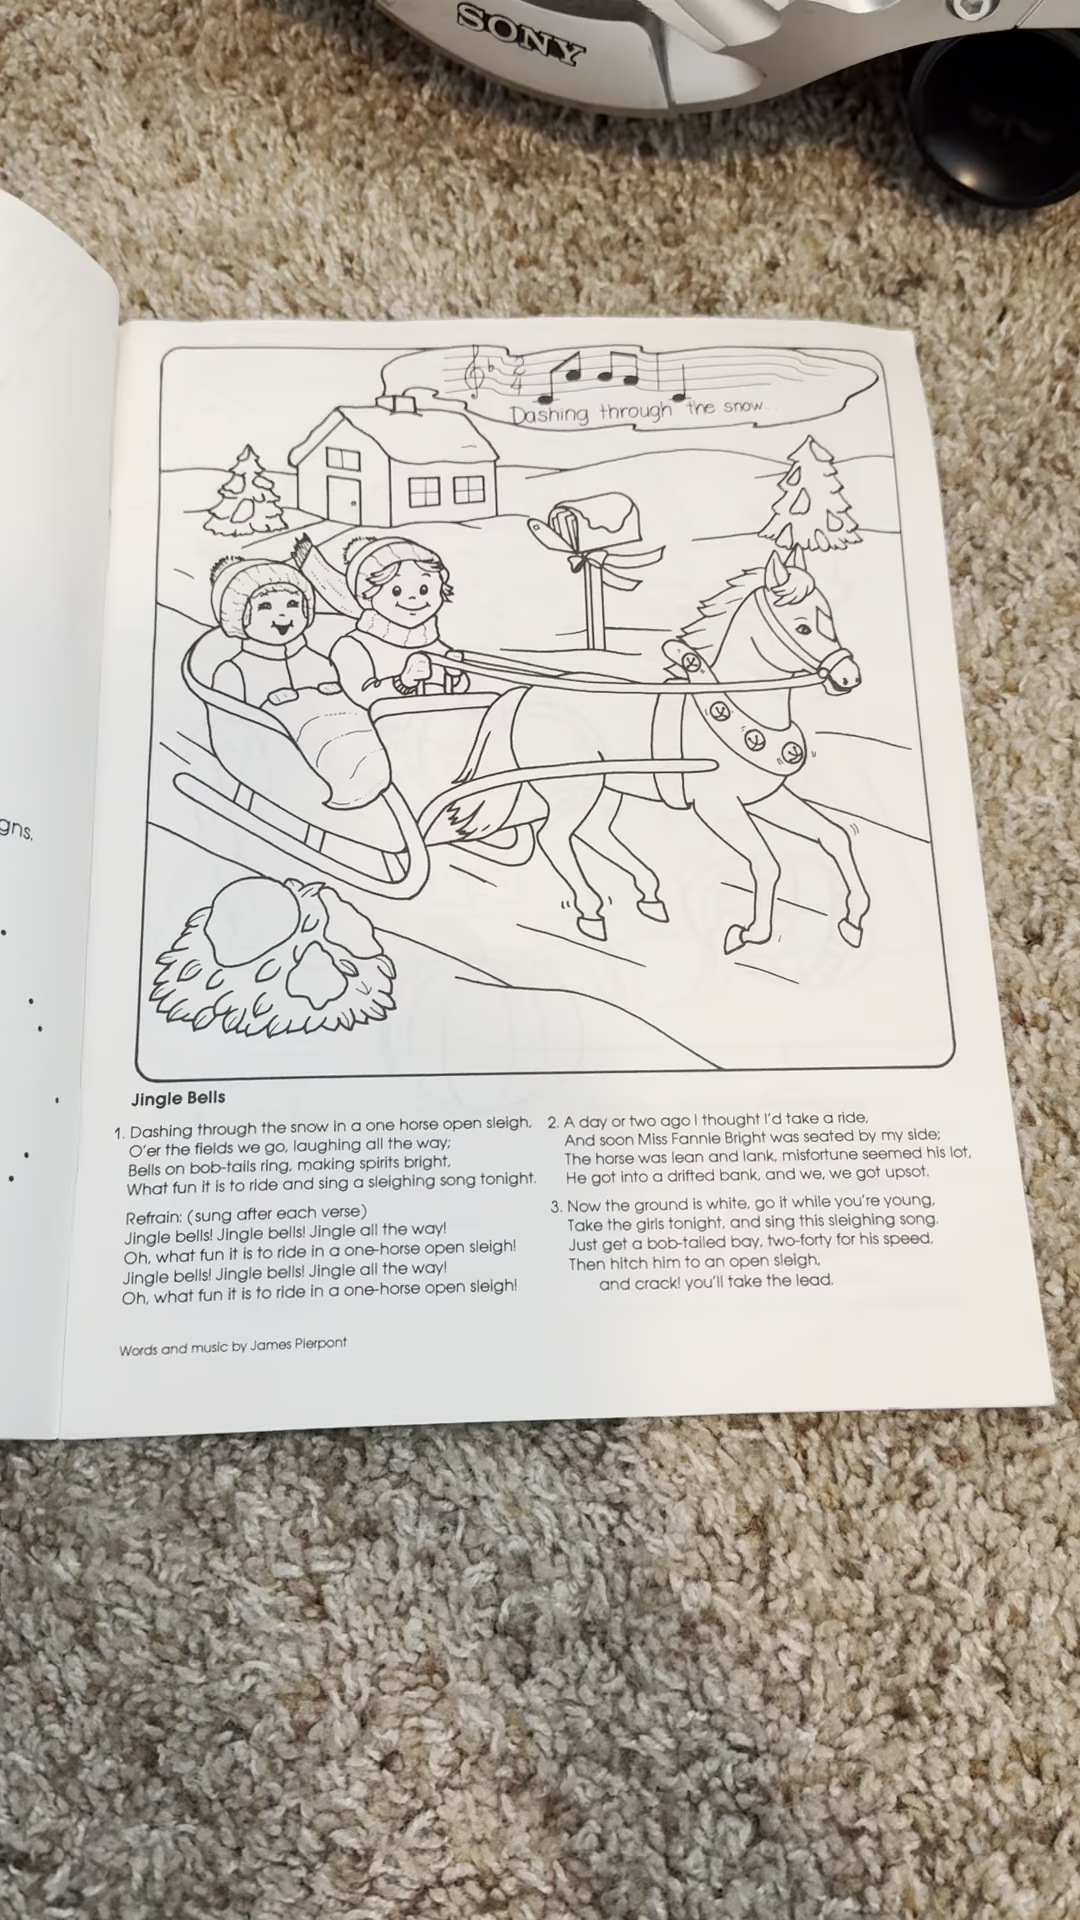 SONY
2
4
Dashing through the snow...
gns.
Jingle Bells
1. Dashing through the snow in a one horse open sleigh,
O'er the fields we go, laughing all the way;
Bells on bob-tails ring, making spirits bright,
What fun it is to ride and sing a sleighing song tonight.
Refrain: (sung after each verse)
Jingle bells! Jingle bells! Jingle all the way!
Oh, what fun it is to ride in a one-horse open sleigh!
Jingle bells! Jingle bells! Jingle all the way!
Oh, what fun it is to ride in a one-horse open sleigh!
2. A day or two ago I thought I'd take a ride,
And soon Miss Fannie Bright was seated by my side;
The horse was lean and lank, misfortune seemed his lot,
He got into a drifted bank, and we, we got upsot.
3. Now the ground is white, go it while you're young,
Take the girls tonight, and sing this sleighing song.
Just get a bob-tailed bay, two-forty for his speed,
Then hitch him to an open sleigh,
and crack! you'll take the lead.
Words and music by James Pierpont